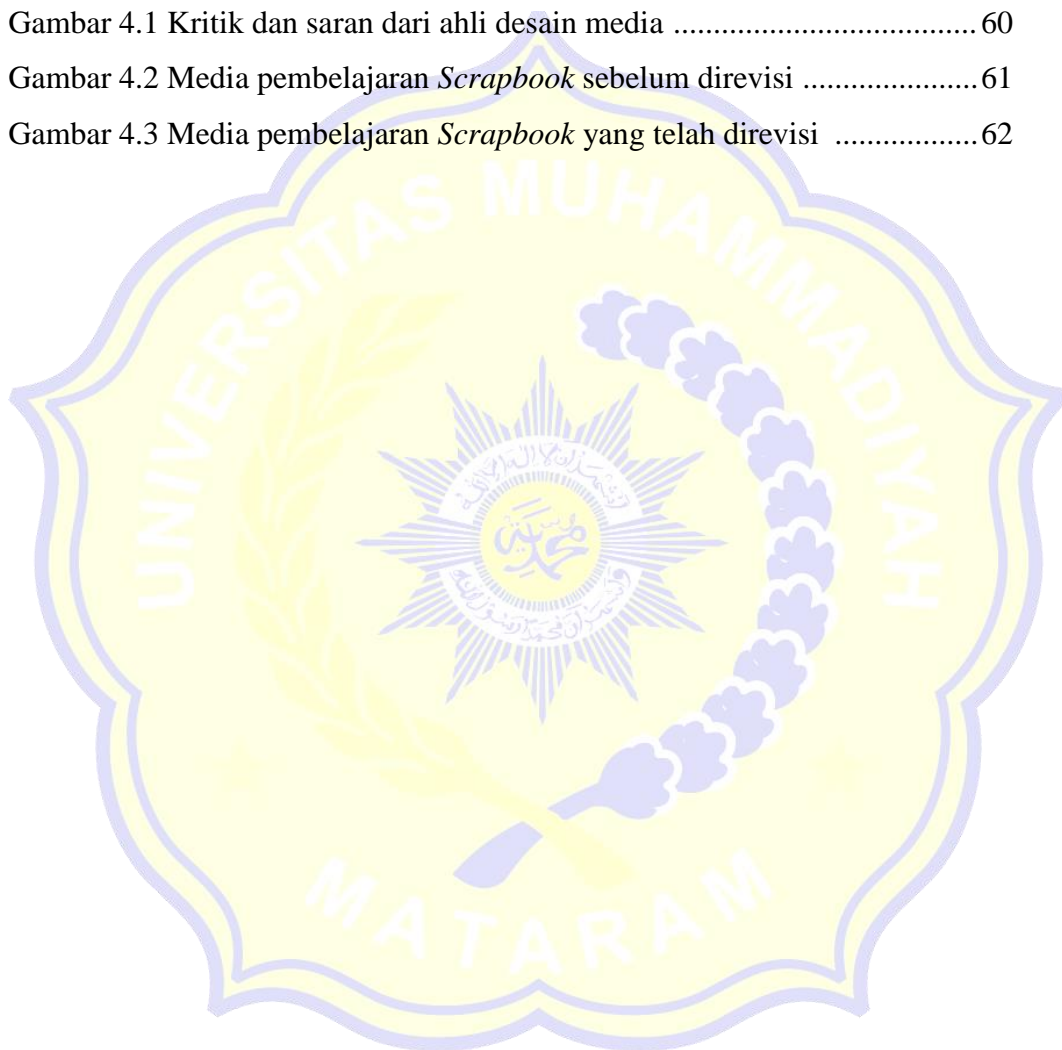 Gambar 4.1 Kritik dan saran dari ahli desain media ....................................... 60
Gambar 4.2 Media pembelajaran Scrapbook sebelum direvisi ...................... 61
Gambar 4.3 Media pembelajaran Scrapbook yang telah direvisi .................. 62
UNIVERSITAS MUHAMMADIYAH
MATARAM